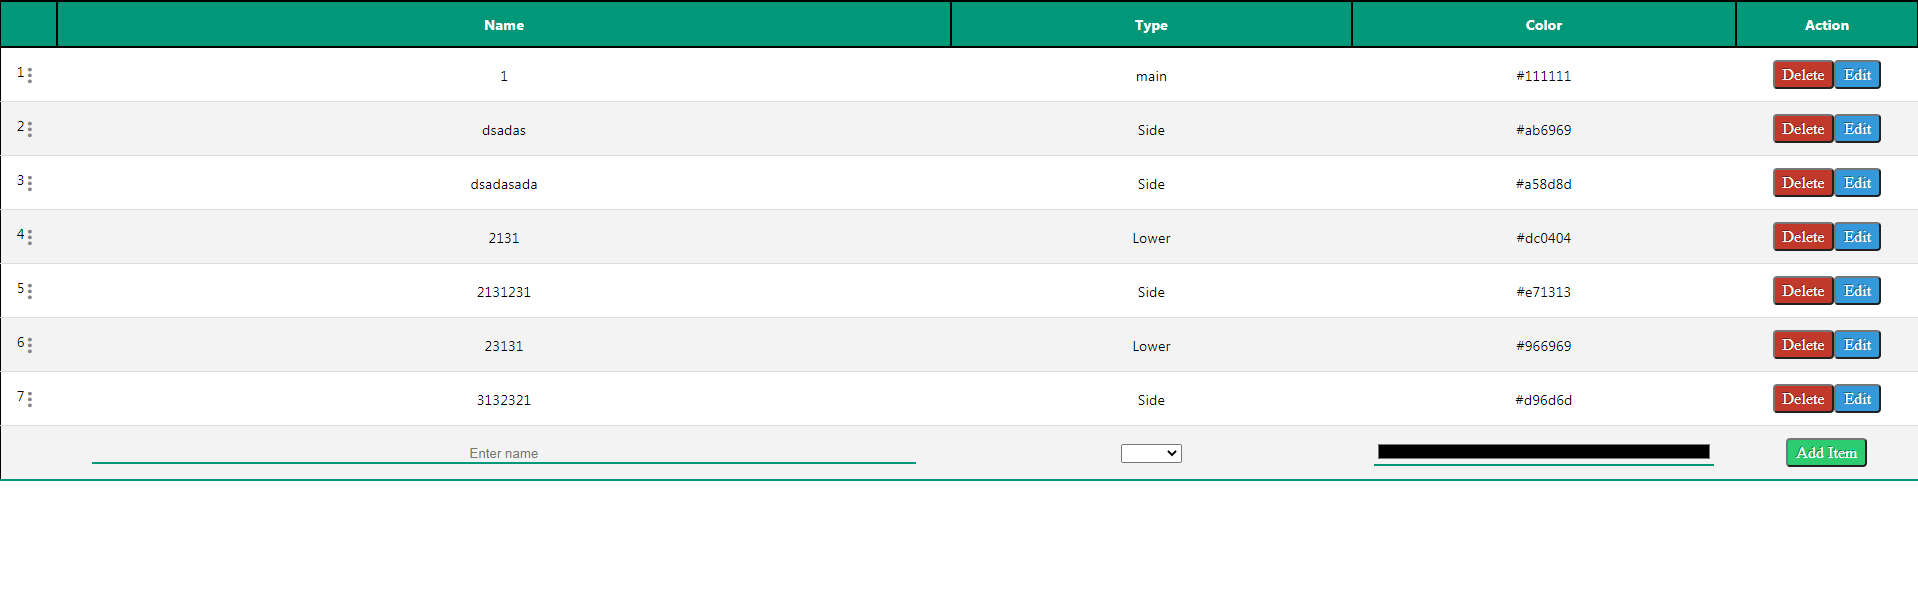 Name Type Color Action
1 1 main #111111 Delete Edit
2 dsadas Side #ab6969 Delete Edit
3 dsadasada Side #a58d8d Delete Edit
4 2131 Lower #dc0404 Delete Edit
5 2131231 Side #e71313 Delete Edit
6 23131 Lower #966969 Delete Edit
7 3132321 Side #d96d6d Delete Edit
Enter name Add Item